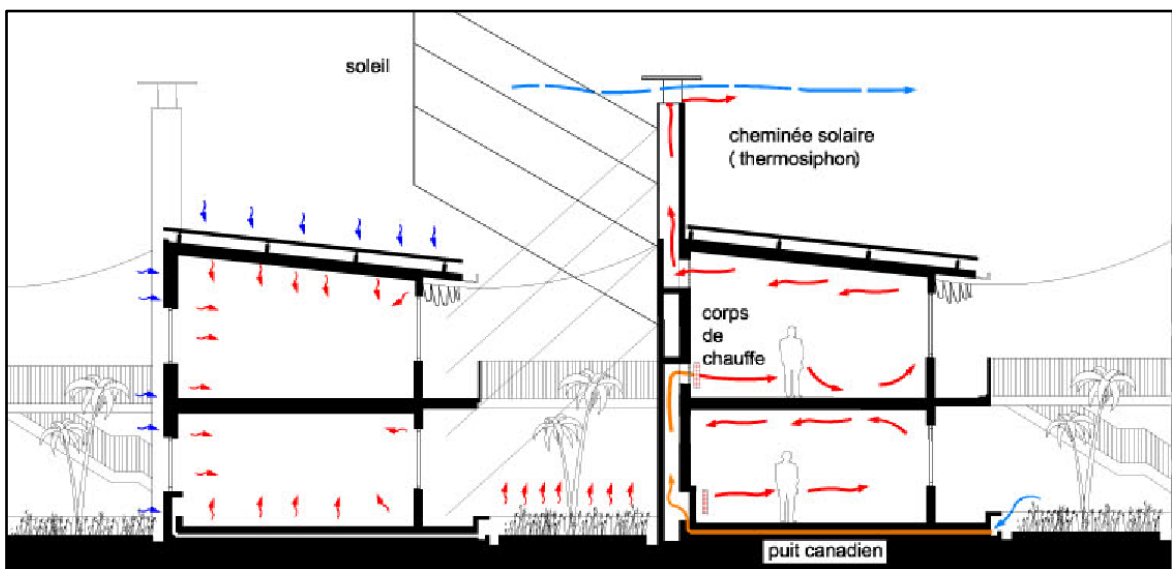 soleil
cheminée solaire
( thermosiphon)
corps
de
chauffe
puit canadien